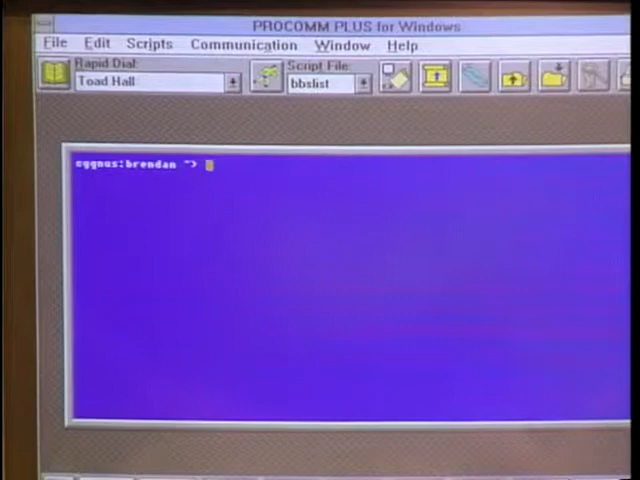 PROCOMM PLUS for Windows
File Edit Scripts Communication Window Help
Rapid Dial: Script File:
Toad Hall bbslist
cygnus:brendan ~>